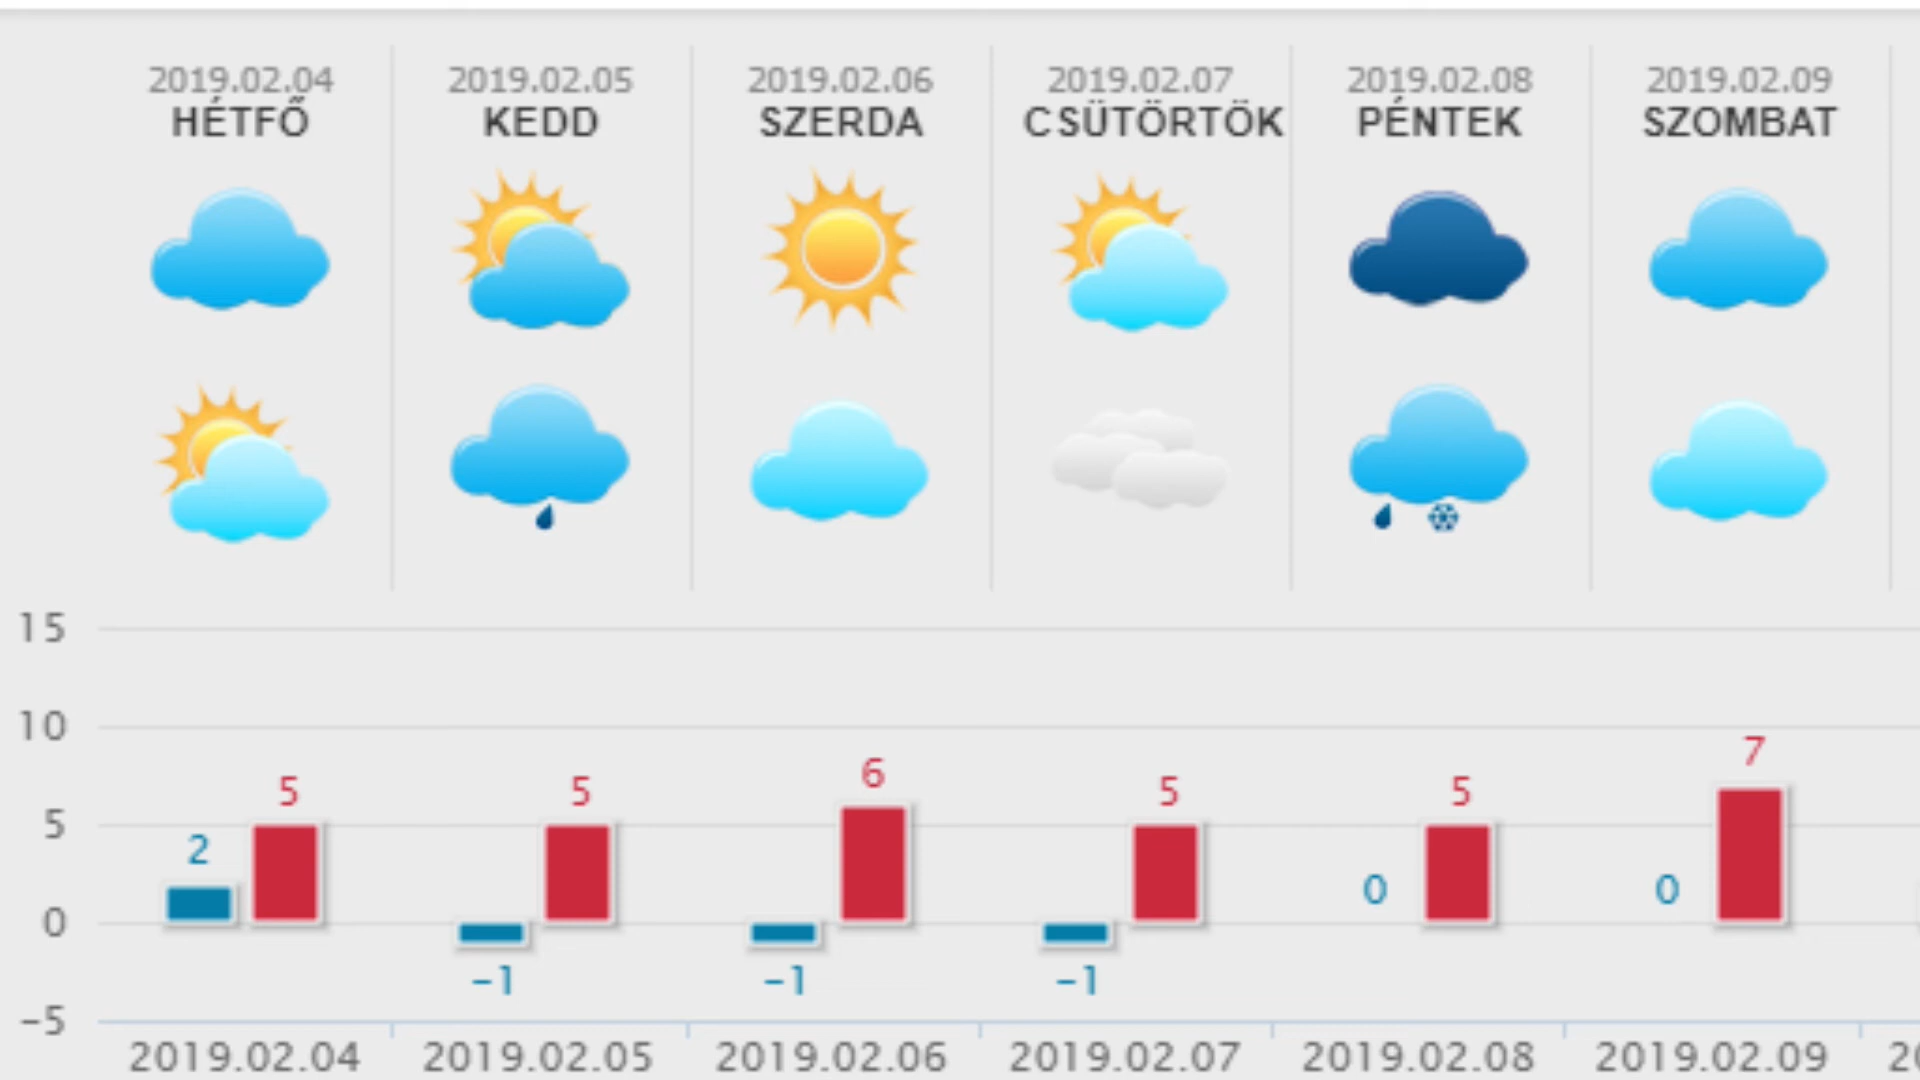 2019.02.04 2019.02.05 2019.02.06 2019.02.07 2019.02.08 2019.02.09
HÉTFŐ KEDD SZERDA CSÜTÖRTÖK PÉNTEK SZOMBAT
15
10
7
6
5 5 5 5
5
2
0 0
0
-1 -1 -1
-5
2019.02.04 2019.02.05 2019.02.06 2019.02.07 2019.02.08 2019.02.09